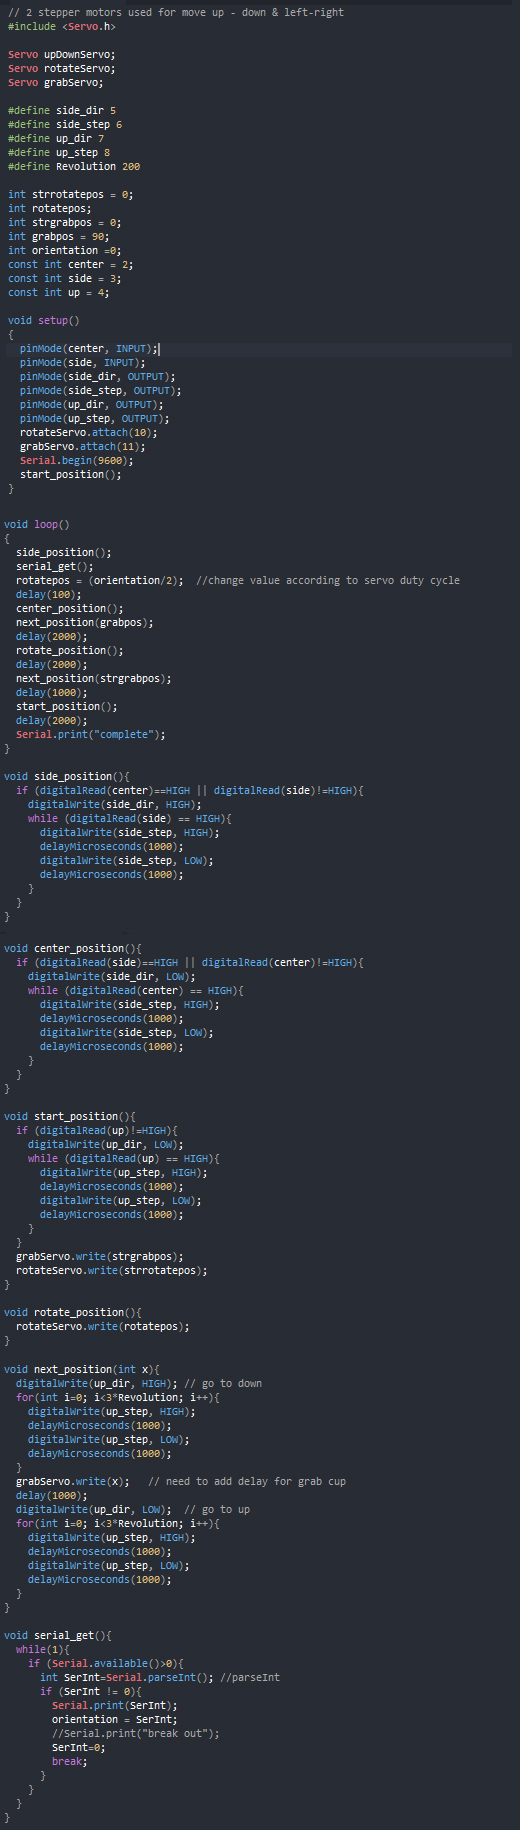 // 2 stepper motors used for move up - down & left-right
#include <Servo.h>

Servo upDownServo;
Servo rotateServo;
Servo grabServo;

#define side_dir 5
#define side_step 6
#define up_dir 7
#define up_step 8
#define Revolution 200

int strrotatepos = 0;
int rotatepos;
int strgrabpos = 0;
int grabpos = 90;
int orientation =0;
const int center = 2;
const int side = 3;
const int up = 4;

void setup()
{
  pinMode(center, INPUT);
  pinMode(side, INPUT);
  pinMode(side_dir, OUTPUT);
  pinMode(side_step, OUTPUT);
  pinMode(up_dir, OUTPUT);
  pinMode(up_step, OUTPUT);
  rotateServo.attach(10);
  grabServo.attach(11);
  Serial.begin(9600);
  start_position();
}

void loop()
{
  side_position();
  serial_get();
  rotatepos = (orientation/2);  //change value according to servo duty cycle
  delay(100);
  center_position();
  next_position(grabpos);
  delay(2000);
  rotate_position();
  delay(2000);
  next_position(strgrabpos);
  delay(1000);
  start_position();
  delay(2000);
  Serial.print("complete");
}

void side_position(){
  if (digitalRead(center)==HIGH || digitalRead(side)!=HIGH){
    digitalWrite(side_dir, HIGH);
    while (digitalRead(side) == HIGH){
      digitalWrite(side_step, HIGH);
      delayMicroseconds(1000);
      digitalWrite(side_step, LOW);
      delayMicroseconds(1000);
    }
  }
}

void center_position(){
  if (digitalRead(side)==HIGH || digitalRead(center)!=HIGH){
    digitalWrite(side_dir, LOW);
    while (digitalRead(center) == HIGH){
      digitalWrite(side_step, HIGH);
      delayMicroseconds(1000);
      digitalWrite(side_step, LOW);
      delayMicroseconds(1000);
    }
  }
}

void start_position(){
  if (digitalRead(up)!=HIGH){
    digitalWrite(up_dir, LOW);
    while (digitalRead(up) == HIGH){
      digitalWrite(up_step, HIGH);
      delayMicroseconds(1000);
      digitalWrite(up_step, LOW);
      delayMicroseconds(1000);
    }
  }
  grabServo.write(strgrabpos);
  rotateServo.write(strrotatepos);
}

void rotate_position(){
  rotateServo.write(rotatepos);
}

void next_position(int x){
  digitalWrite(up_dir, HIGH); // go to down
  for(int i=0; i<3*Revolution; i++){
    digitalWrite(up_step, HIGH);
    delayMicroseconds(1000);
    digitalWrite(up_step, LOW);
    delayMicroseconds(1000);
  }
  grabServo.write(x);   // need to add delay for grab cup
  delay(1000);
  digitalWrite(up_dir, LOW);  // go to up
  for(int i=0; i<3*Revolution; i++){
    digitalWrite(up_step, HIGH);
    delayMicroseconds(1000);
    digitalWrite(up_step, LOW);
    delayMicroseconds(1000);
  }
}

void serial_get(){
  while(1){
    if (Serial.available()>0){
      int SerInt=Serial.parseInt(); //parseInt
      if (SerInt != 0){
        Serial.print(SerInt);
        orientation = SerInt;
        //Serial.print("break out");
        SerInt=0;
        break;
      }
    }
  }
}